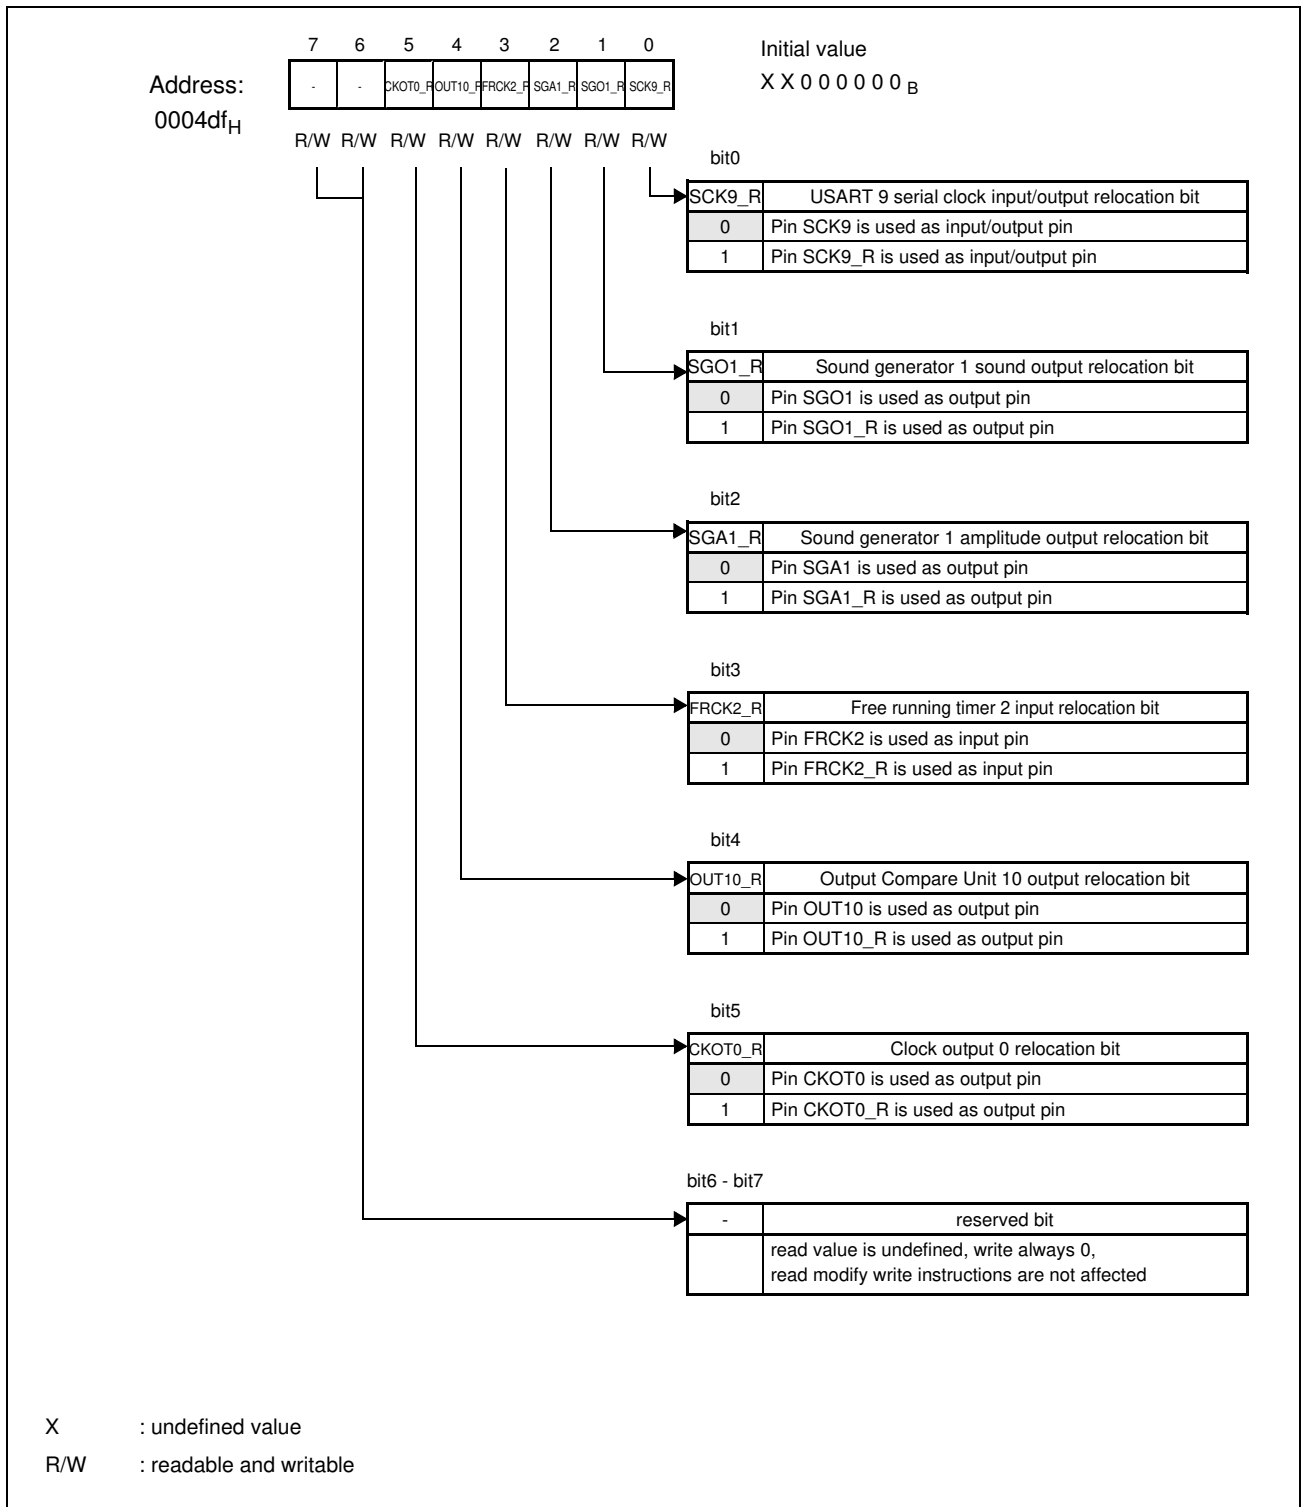 7 6 5 4 3 2 1 0
Initial value
Address:
- - CKOT0_R OUT10_R FRCK2_R SGA1_R SGO1_R SCK9_R
X X 0 0 0 0 0 0 B
0004dfH
R/W R/W R/W R/W R/W R/W R/W R/W
bit0
SCK9_R USART 9 serial clock input/output relocation bit
0 Pin SCK9 is used as input/output pin
1 Pin SCK9_R is used as input/output pin
bit1
SGO1_R Sound generator 1 sound output relocation bit
0 Pin SGO1 is used as output pin
1 Pin SGO1_R is used as output pin
bit2
SGA1_R Sound generator 1 amplitude output relocation bit
0 Pin SGA1 is used as output pin
1 Pin SGA1_R is used as output pin
bit3
FRCK2_R Free running timer 2 input relocation bit
0 Pin FRCK2 is used as input pin
1 Pin FRCK2_R is used as input pin
bit4
OUT10_R Output Compare Unit 10 output relocation bit
0 Pin OUT10 is used as output pin
1 Pin OUT10_R is used as output pin
bit5
CKOT0_R Clock output 0 relocation bit
0 Pin CKOT0 is used as output pin
1 Pin CKOT0_R is used as output pin
bit6 - bit7
- reserved bit
read value is undefined, write always 0,
read modify write instructions are not affected
X : undefined value
R/W : readable and writable